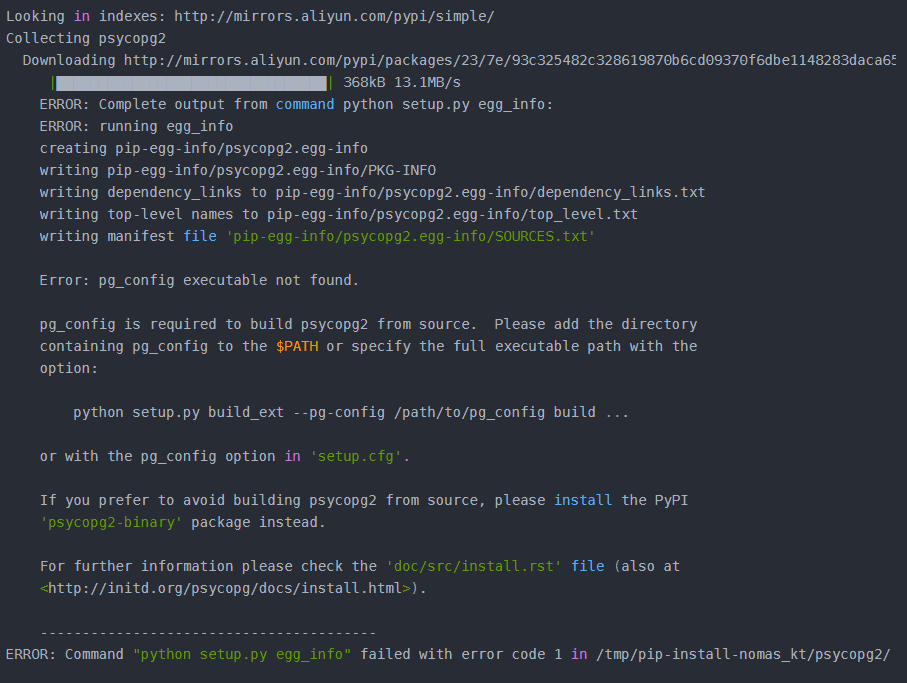 Looking in indexes: http://mirrors.aliyun.com/pypi/simple/
Collecting psycopg2
  Downloading http://mirrors.aliyun.com/pypi/packages/23/7e/93c325482c328619870b6cd09370f6dbe1148283daca65
     |████████████████████████████████| 368kB 13.1MB/s
    ERROR: Complete output from command python setup.py egg_info:
    ERROR: running egg_info
    creating pip-egg-info/psycopg2.egg-info
    writing pip-egg-info/psycopg2.egg-info/PKG-INFO
    writing dependency_links to pip-egg-info/psycopg2.egg-info/dependency_links.txt
    writing top-level names to pip-egg-info/psycopg2.egg-info/top_level.txt
    writing manifest file 'pip-egg-info/psycopg2.egg-info/SOURCES.txt'

    Error: pg_config executable not found.

    pg_config is required to build psycopg2 from source.  Please add the directory
    containing pg_config to the $PATH or specify the full executable path with the
    option:

        python setup.py build_ext --pg-config /path/to/pg_config build ...

    or with the pg_config option in 'setup.cfg'.

    If you prefer to avoid building psycopg2 from source, please install the PyPI
    'psycopg2-binary' package instead.

    For further information please check the 'doc/src/install.rst' file (also at
    <http://initd.org/psycopg/docs/install.html>).

    ----------------------------------------
ERROR: Command "python setup.py egg_info" failed with error code 1 in /tmp/pip-install-nomas_kt/psycopg2/